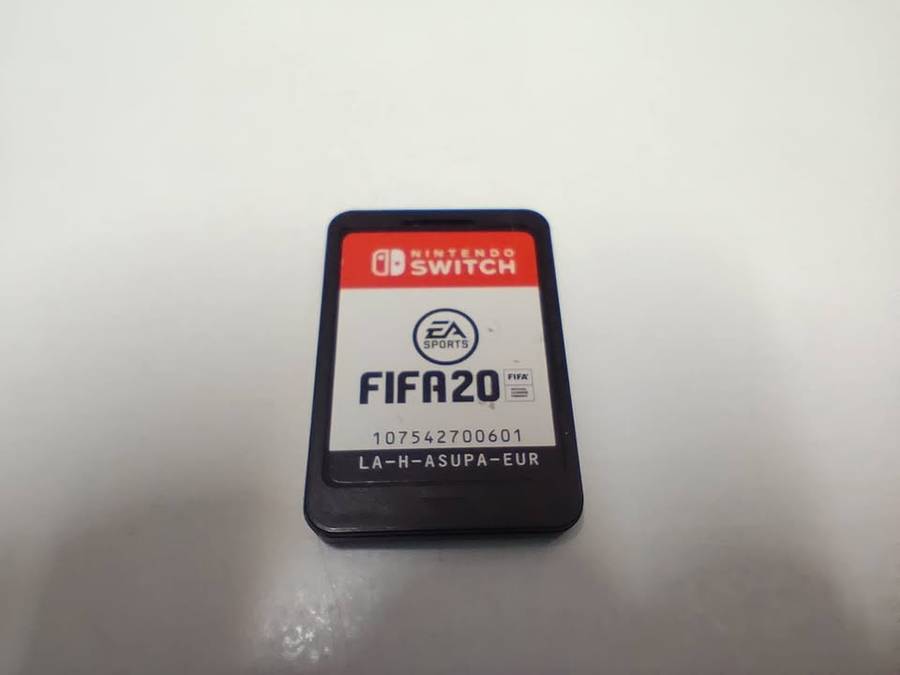 NINTENDO
SWITCH
EA
SPORTS
FIFA20
FIFA
107542700601
LA-H-ASUPA-EUR